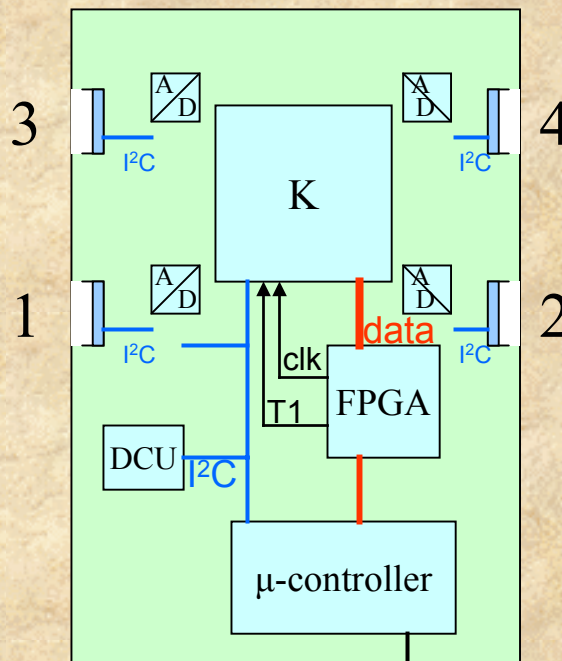 3
A
D
A
D
4
I²C
I²C
K
1
A
D
A
D
2
I²C
data
I²C
clk
T1
FPGA
DCU
I²C
μ-controller